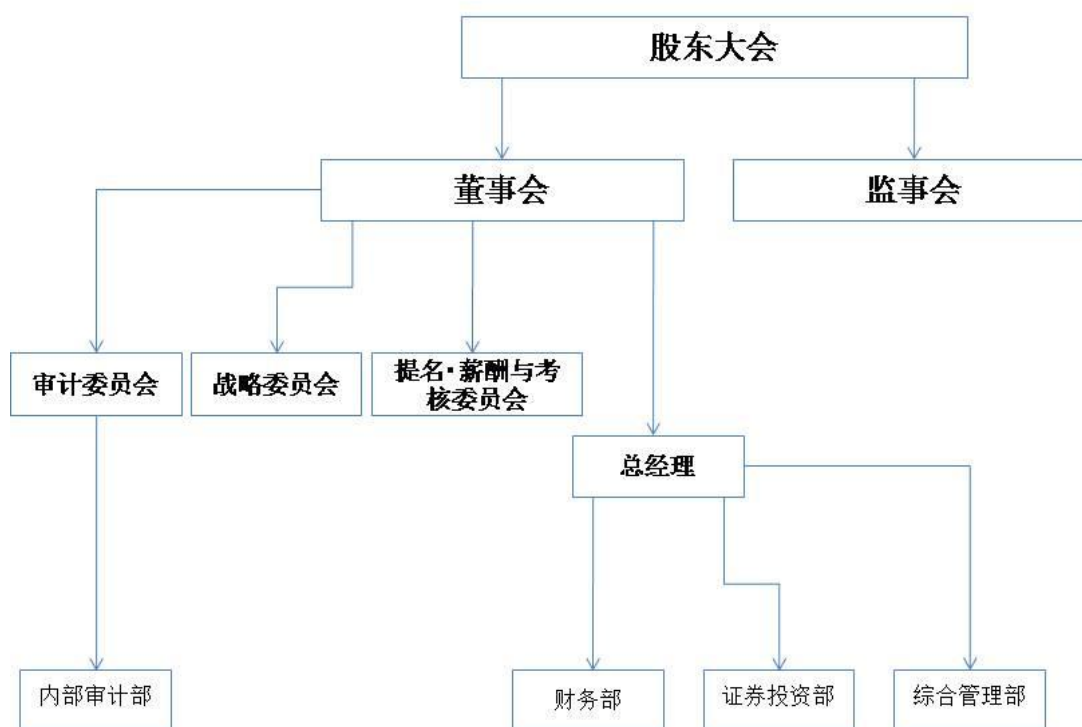 股东大会
董事会
监事会
审计委员会
战略委员会
提名·薪酬与考
核委员会
总经理
内部审计部
财务部
证券投资部
综合管理部